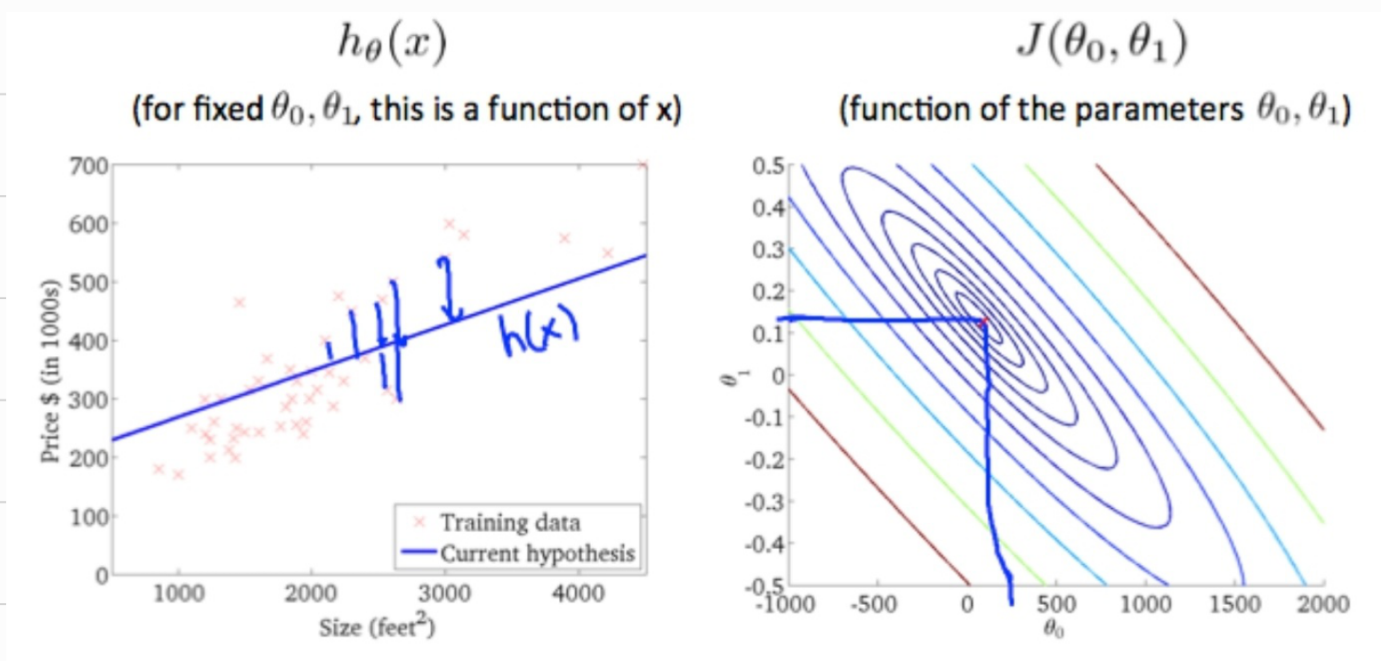 h_θ(x)
(for fixed θ₀, θ₁, this is a function of x)
700
600
500
400
300
200
100
0
Price $ (in 1000s)
h(x)
Training data
Current hypothesis
1000 2000 3000 4000
Size (feet²)
J(θ₀, θ₁)
(function of the parameters θ₀, θ₁)
0.5
0.4
0.3
0.2
0.1
0
-0.1
-0.2
-0.3
-0.4
-0.5
θ₁
-1000 -500 0 500 1000 1500 2000
θ₀